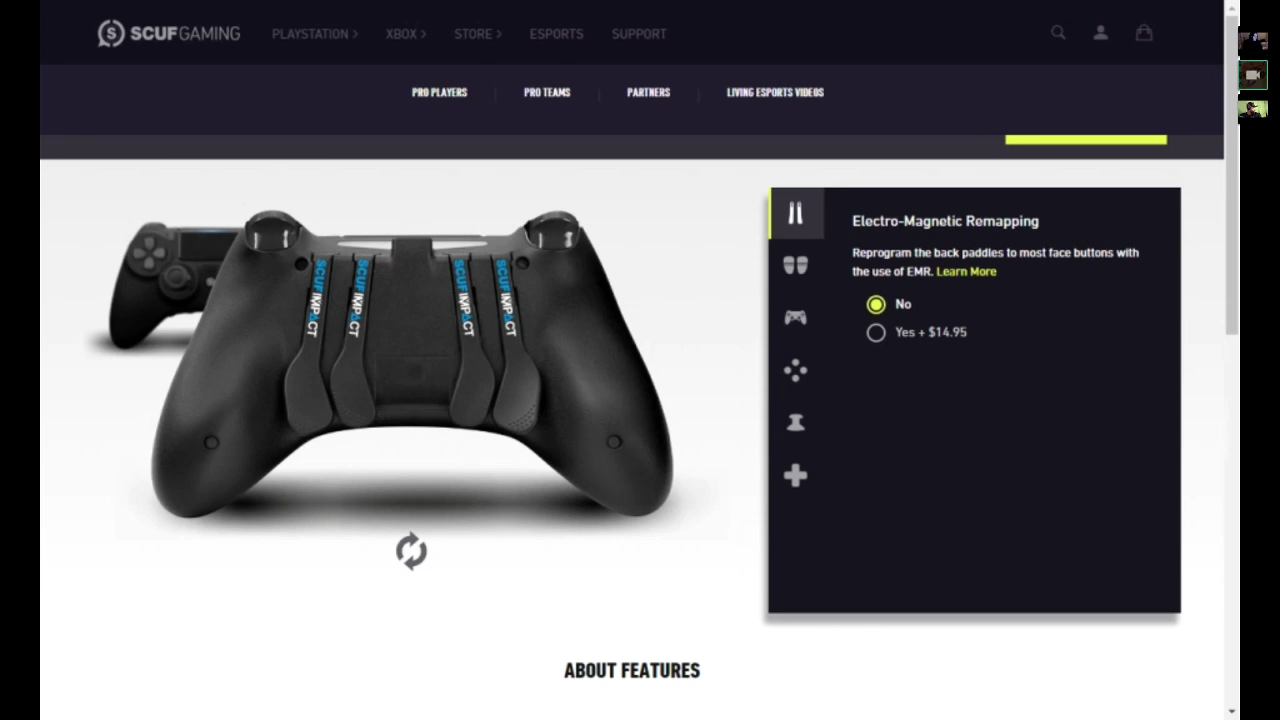 SCUFGAMING
PLAYSTATION >
XBOX >
STORE >
ESPORTS
SUPPORT
PRO PLAYERS
PRO TEAMS
PARTNERS
LIVING ESPORTS VIDEOS
SCUF IMPACT
SCUF IMPACT
SCUF IMPACT
SCUF IMPACT
Electro-Magnetic Remapping
Reprogram the back paddles to most face buttons with
the use of EMR. Learn More
No
Yes + $14.95
ABOUT FEATURES